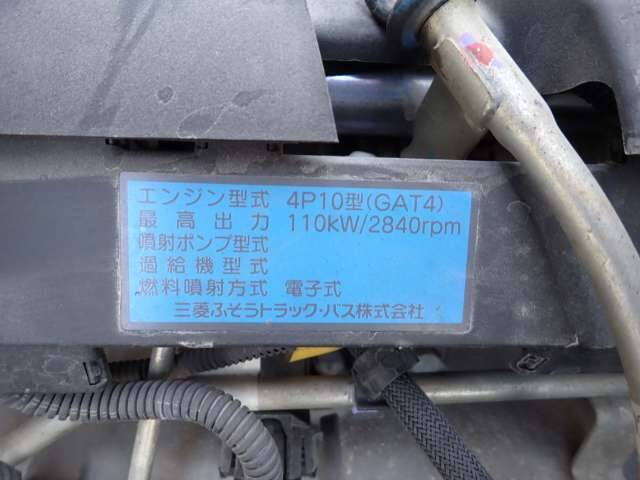 エンジン型式 4P10型(GAT4)
最高出力 110kW/2840rpm
噴射ポンプ型式
過給機型式
燃料噴射方式 電子式
三菱ふそうトラック・バス株式会社